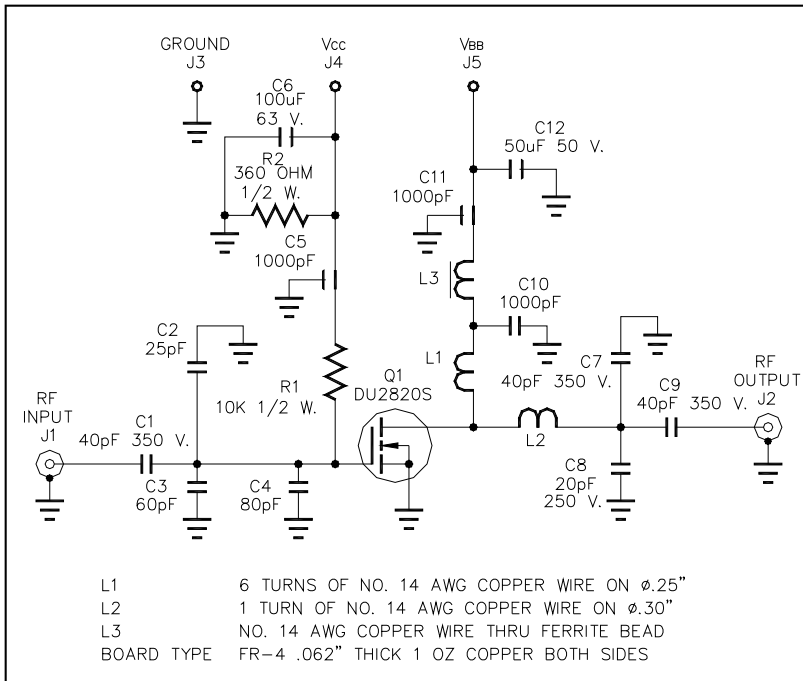 GROUND
J3
Vcc
J4
VBB
J5
C6
100uF
63 V.
R2
360 OHM
1/2 W.
C5
1000pF
C12
50uF 50 V.
C11
1000pF
L3
C10
1000pF
C2
25pF
L1
R1
10K 1/2 W.
Q1
DU2820S
C7
40pF 350 V.
RF
INPUT
J1
C1
40pF 350 V.
C9
40pF 350 V.
RF
OUTPUT
J2
L2
C3
60pF
C4
80pF
C8
20pF
250 V.
L1 6 TURNS OF NO. 14 AWG COPPER WIRE ON ø.25"
L2 1 TURN OF NO. 14 AWG COPPER WIRE ON ø.30"
L3 NO. 14 AWG COPPER WIRE THRU FERRITE BEAD
BOARD TYPE FR-4 .062" THICK 1 OZ COPPER BOTH SIDES